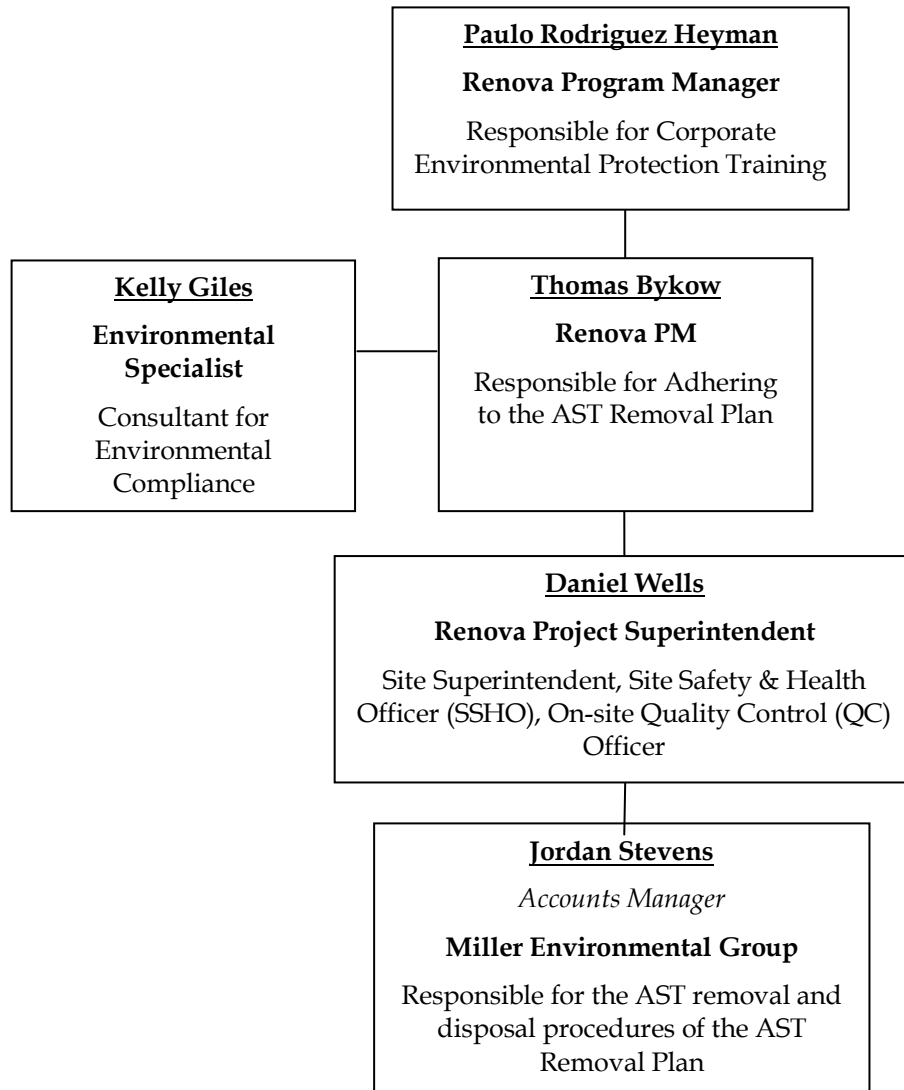 Paulo Rodriguez Heyman
Renova Program Manager
Responsible for Corporate
Environmental Protection Training
Kelly Giles
Environmental
Specialist
Consultant for
Environmental
Compliance
Thomas Bykow
Renova PM
Responsible for Adhering
to the AST Removal Plan
Daniel Wells
Renova Project Superintendent
Site Superintendent, Site Safety & Health
Officer (SSHO), On-site Quality Control (QC)
Officer
Jordan Stevens
Accounts Manager
Miller Environmental Group
Responsible for the AST removal and
disposal procedures of the AST
Removal Plan